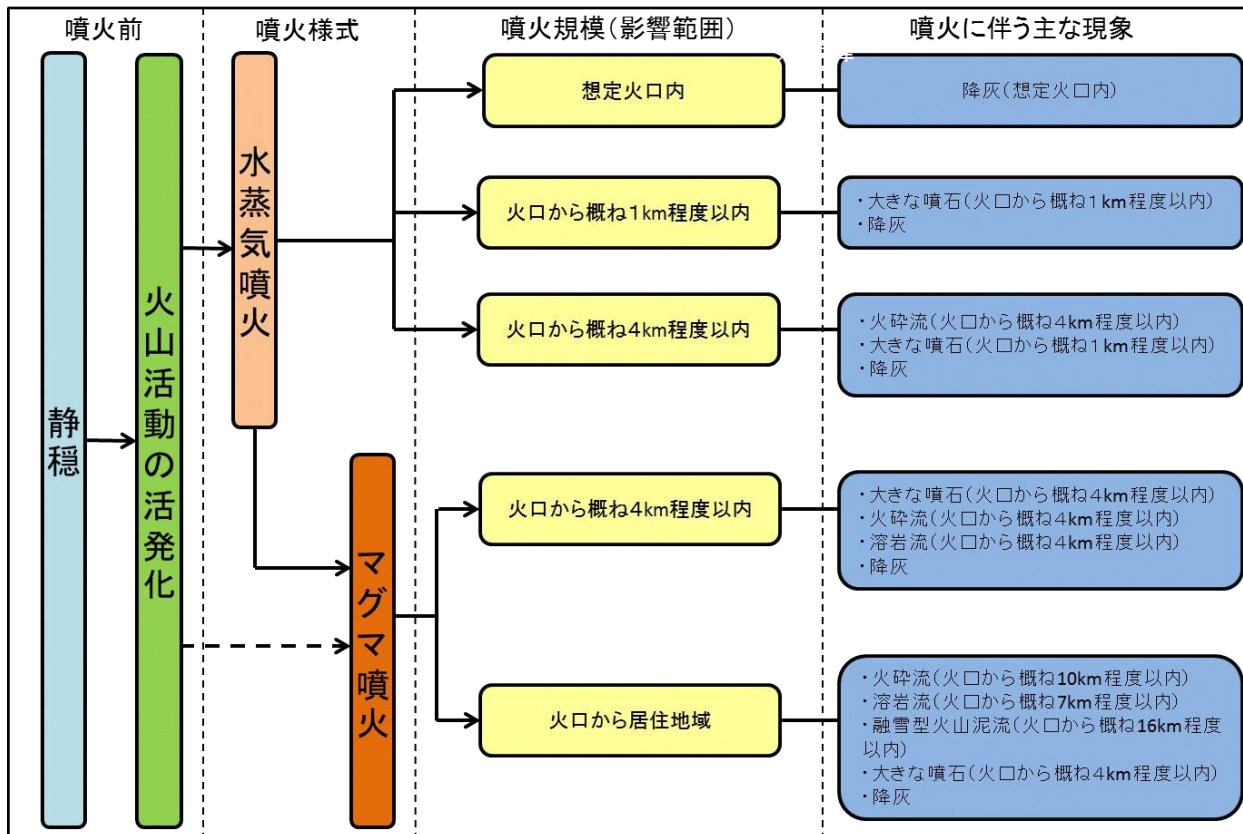 噴火前
噴火様式
噴火規模(影響範囲)
噴火に伴う主な現象
静穏
火山活動の活発化
水蒸気噴火
マグマ噴火
想定火口内
降灰(想定火口内)
火口から概ね1km程度以内
・大きな噴石(火口から概ね1km程度以内)
・降灰
火口から概ね4km程度以内
・火砕流(火口から概ね4km程度以内)
・大きな噴石(火口から概ね1km程度以内)
・降灰
火口から概ね4km程度以内
・大きな噴石(火口から概ね4km程度以内)
・火砕流(火口から概ね4km程度以内)
・溶岩流(火口から概ね4km程度以内)
・降灰
火口から居住地域
・火砕流(火口から概ね10km程度以内)
・溶岩流(火口から概ね7km程度以内)
・融雪型火山泥流(火口から概ね16km程度
以内)
・大きな噴石(火口から概ね4km程度以内)
・降灰